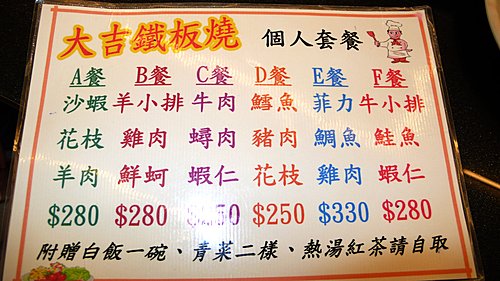 大吉鐵板燒 個人套餐
A餐 B餐 C餐 D餐 E餐 F餐
沙蝦 羊小排 牛肉 鱈魚 菲力 牛小排
花枝 雞肉 蟳肉 豬肉 鯛魚 鮭魚
羊肉 鮮蚵 蝦仁 花枝 雞肉 蝦仁
$280 $280 $250 $330 $280
附贈白飯一碗、青菜二樣、熱湯紅茶請自取